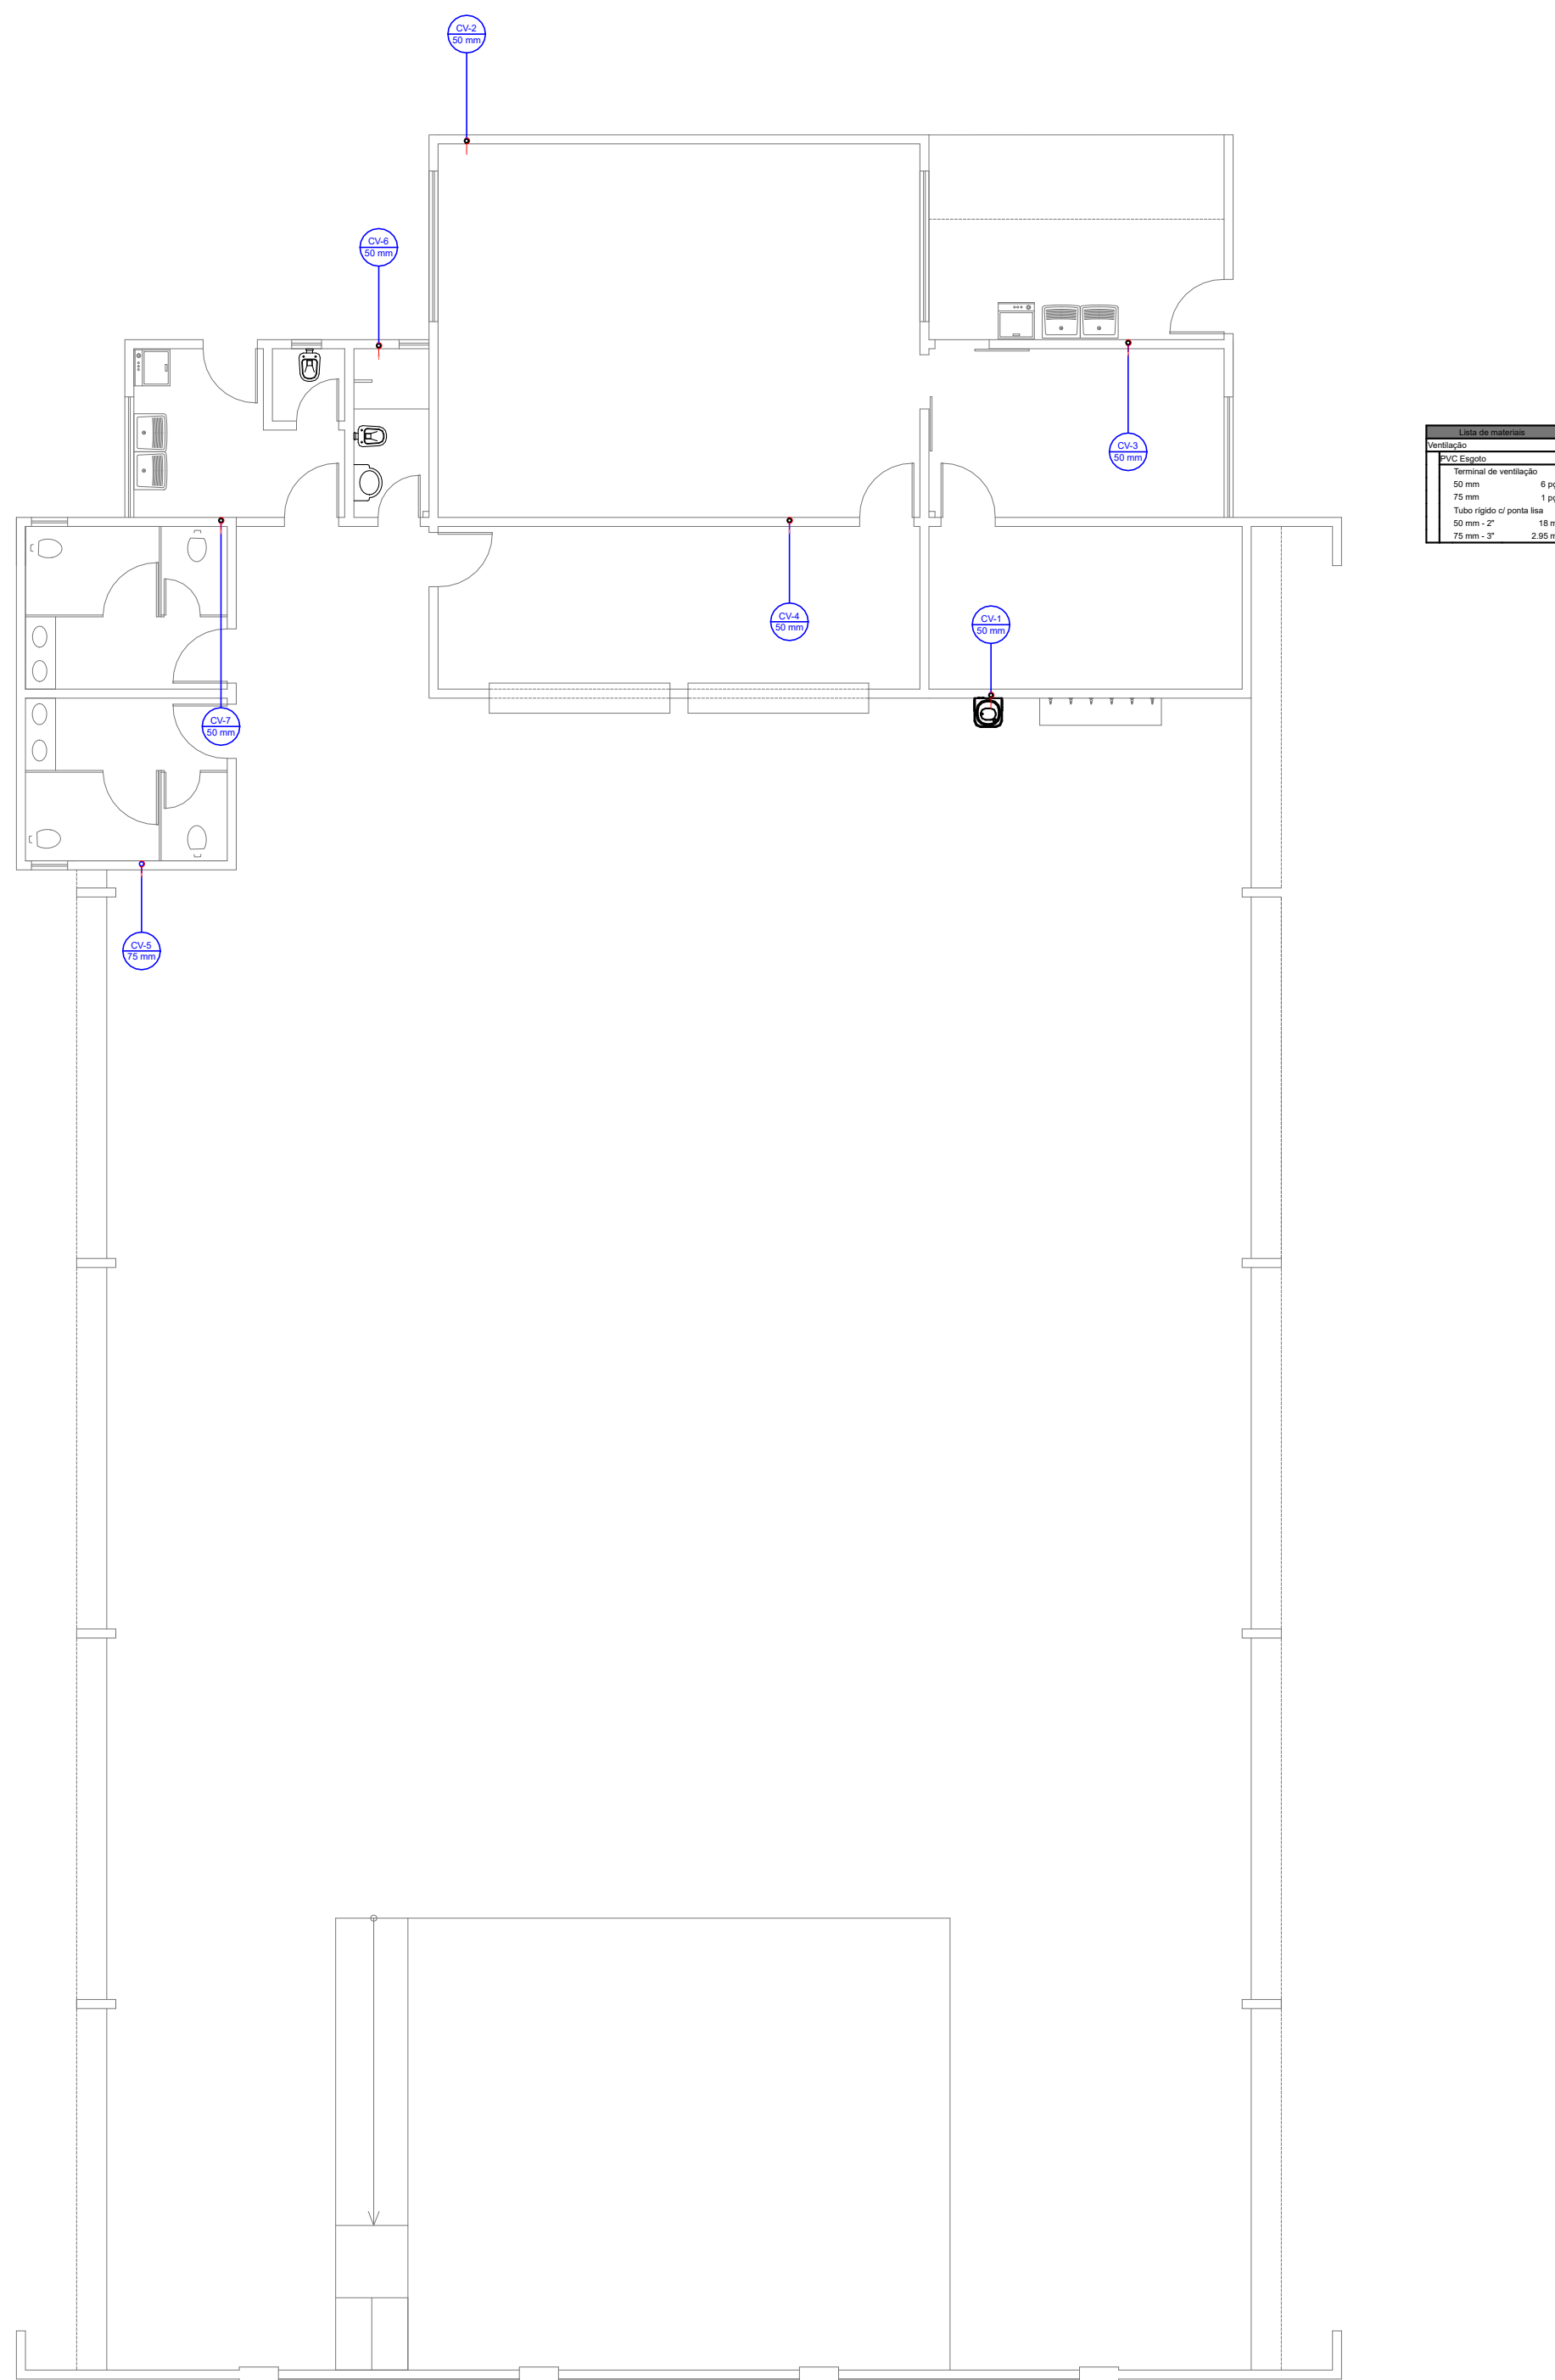 CV-2
50 mm
CV-6
50 mm
CV-3
50 mm
Lista de materiais
Ventilação
PVC Esgoto
Terminal de ventilação
50 mm 6
75 mm 1
Tubo rígido c/ ponta lisa
50 mm - 2" 18
75 mm - 3" 2.95
CV-4
50 mm
CV-1
50 mm
CV-7
50 mm
CV-5
75 mm